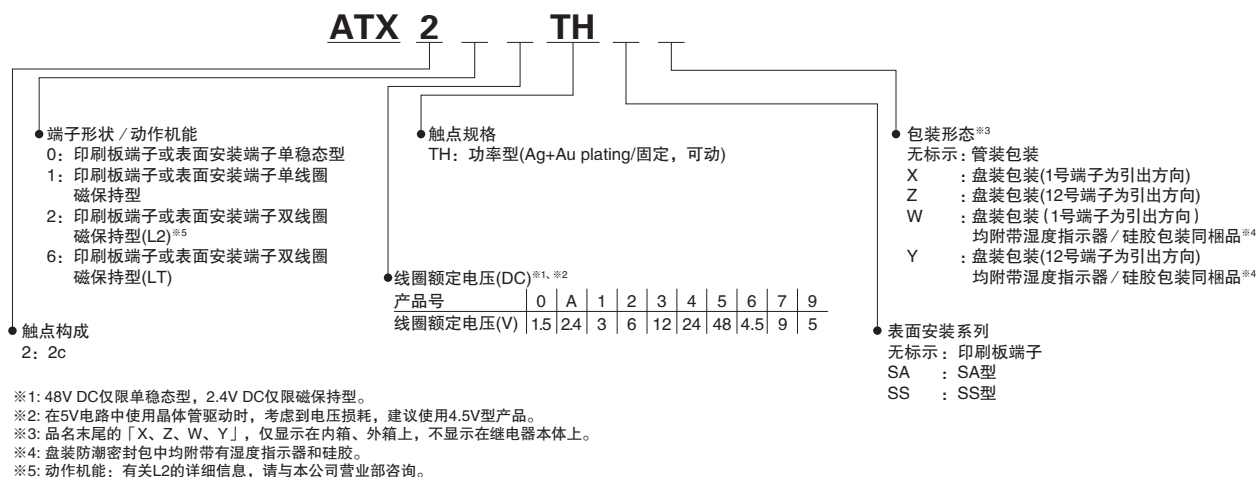 ATX 2 _ _ TH _ _
● 端子形状／动作机能
0：印刷板端子或表面安装端子单稳态型
1：印刷板端子或表面安装端子单线圈
磁保持型
2：印刷板端子或表面安装端子双线圈
磁保持型(L2)※5
6：印刷板端子或表面安装端子双线圈
磁保持型(LT)
● 触点构成
2：2c
● 触点规格
TH：功率型(Ag+Au plating/固定，可动)
● 线圈额定电压(DC)※1、※2
产品号 0 A 1 2 3 4 5 6 7 9
线圈额定电压(V) 1.5 2.4 3 6 12 24 48 4.5 9 5
● 包装形态※3
无标示：管装包装
X ：盘装包装(1号端子为引出方向)
Z ：盘装包装(12号端子为引出方向)
W ：盘装包装(1号端子为引出方向)
均附带湿度指示器／硅胶包装同梱品※4
Y ：盘装包装(12号端子为引出方向)
均附带湿度指示器／硅胶包装同梱品※4
● 表面安装系列
无标示：印刷板端子
SA ：SA型
SS ：SS型
※1: 48V DC仅限单稳态型，2.4V DC仅限磁保持型。
※2: 在5V电路中使用晶体管驱动时，考虑到电压损耗，建议使用4.5V型产品。
※3: 品名末尾的「X、Z、W、Y」，仅显示在内箱、外箱上，不显示在继电器本体上。
※4: 盘装防潮密封包中均附带有湿度指示器和硅胶。
※5: 动作机能：有关L2的详细信息，请与本公司营业部咨询。